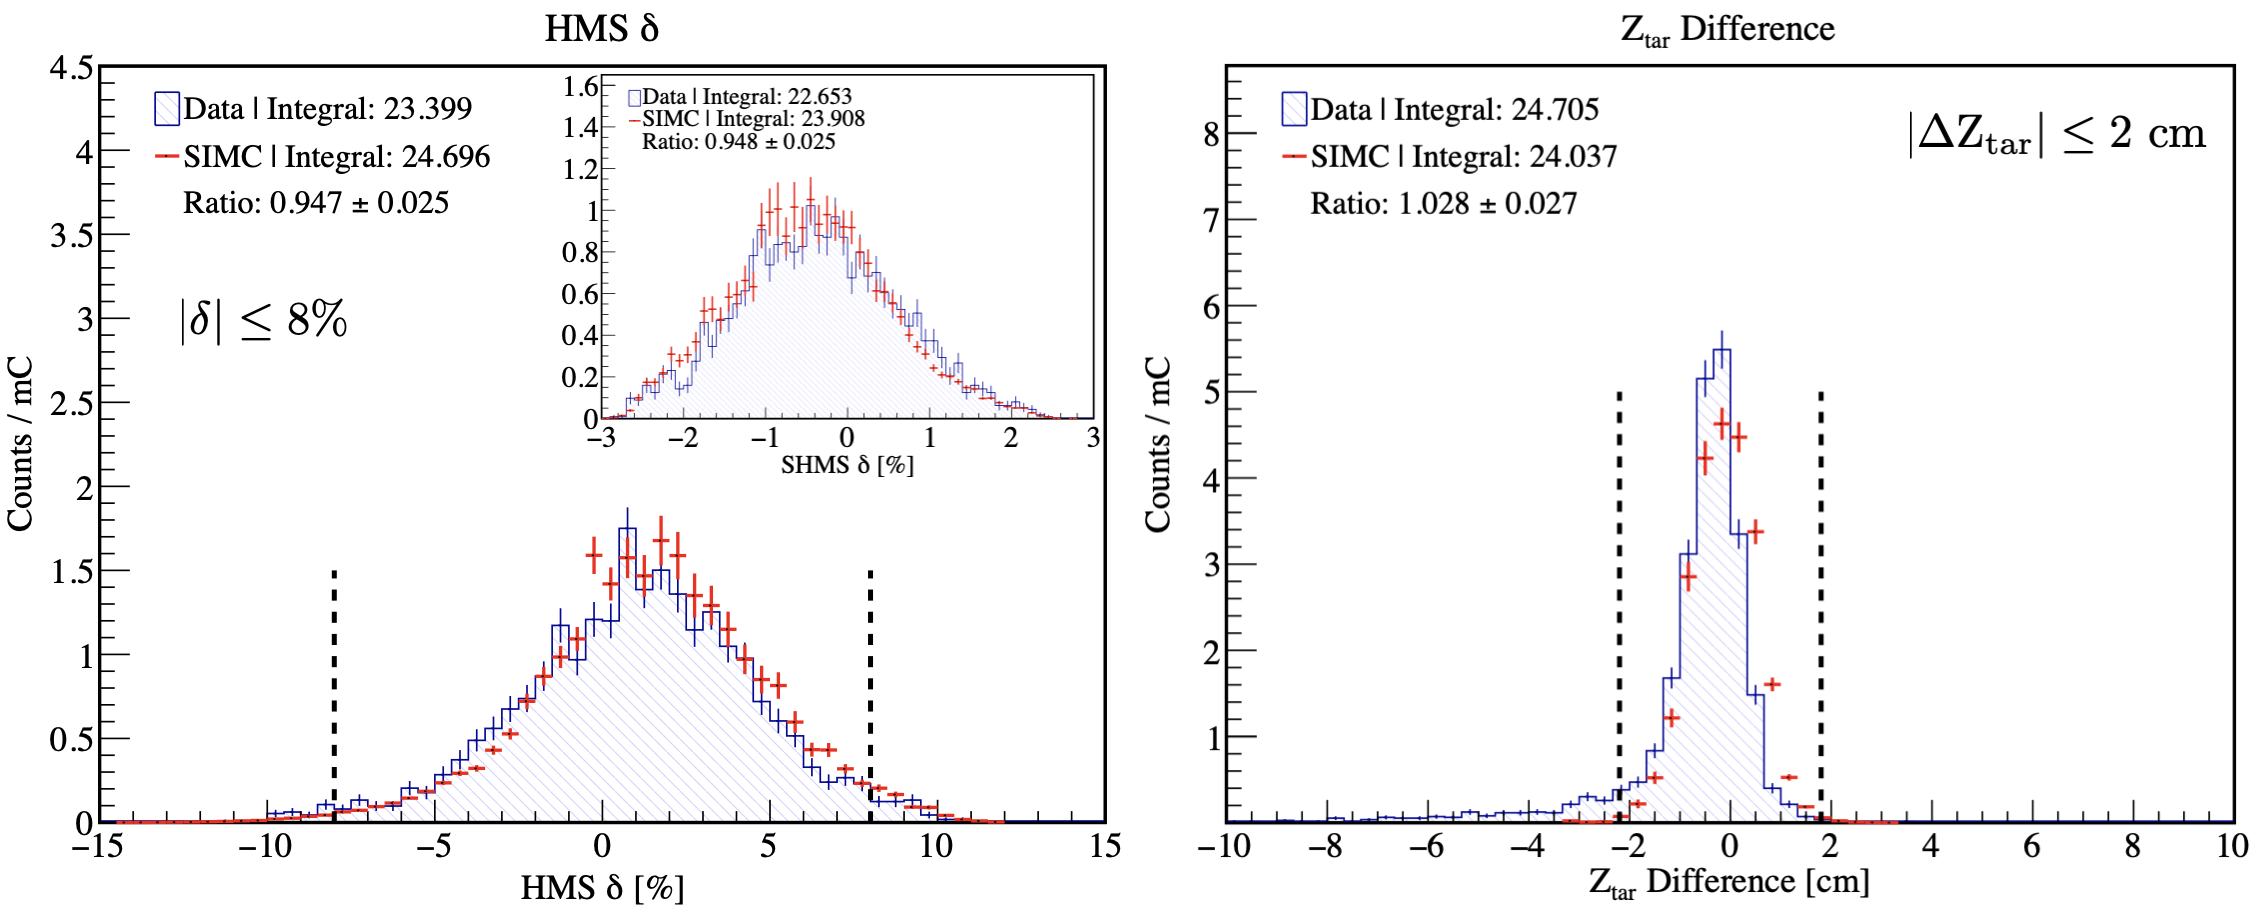 HMS δ
4.5
4
3.5
3
2.5
2
1.5
1
0.5
0
Counts / mC
Data | Integral: 23.399
SIMC | Integral: 24.696
Ratio: 0.947 ± 0.025
|δ| ≤ 8%
1.6
1.4
1.2
1
0.8
0.6
0.4
0.2
0
Data | Integral: 22.653
SIMC | Integral: 23.908
Ratio: 0.948 ± 0.025
−3 −2 −1 0 1 2 3
SHMS δ [%]
−15 −10 −5 0 5 10 15
HMS δ [%]
Z_tar Difference
8
7
6
5
4
3
2
1
Counts / mC
Data | Integral: 24.705
SIMC | Integral: 24.037
Ratio: 1.028 ± 0.027
|ΔZ_tar| ≤ 2 cm
−10 −8 −6 −4 −2 0 2 4 6 8 10
Z_tar Difference [cm]